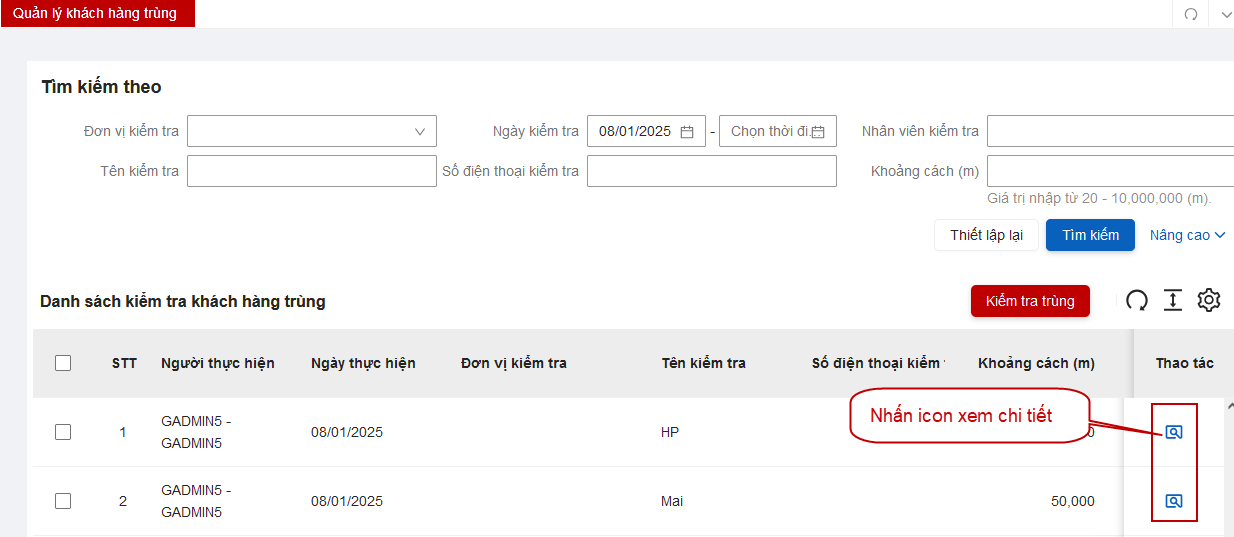 Quản lý khách hàng trùng
Tìm kiếm theo
Đơn vị kiểm tra
Ngày kiểm tra 08/01/2025 - Chọn thời đi
Nhân viên kiểm tra
Tên kiểm tra
Số điện thoại kiểm tra
Khoảng cách (m)
Giá trị nhập từ 20 - 10,000,000 (m).
Thiết lập lại Tìm kiếm Nâng cao
Danh sách kiểm tra khách hàng trùng Kiểm tra trùng
STT Người thực hiện Ngày thực hiện Đơn vị kiểm tra Tên kiểm tra Số điện thoại kiểm Khoảng cách (m) Thao tác
Nhấn icon xem chi tiết
1 GADMIN5 - 08/01/2025 HP 0
GADMIN5
2 GADMIN5 - 08/01/2025 Mai 50,000
GADMIN5